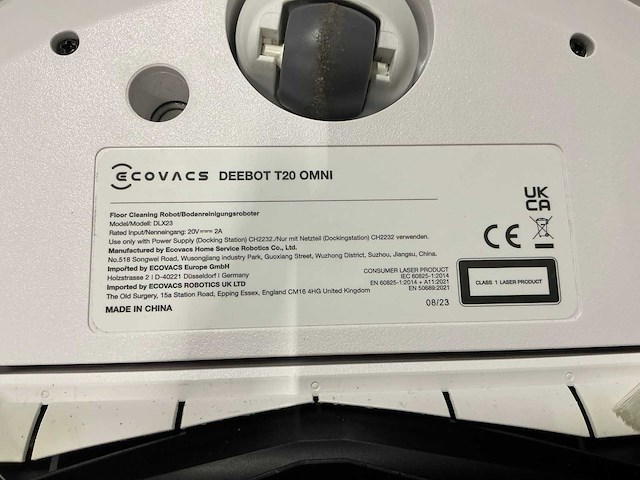 ECOVACS DEEBOT T20 OMNI
Floor Cleaning Robot/Bodenreinigungsroboter
Model/Modell: DLX23
Rated Input/Nenneingang: 20V⎓ 2A
Use only with Power Supply (Docking Station) CH2232./Nur mit Netzteil (Dockingstation) CH2232 verwenden.
Manufactured by Ecovacs Home Service Robotics Co., Ltd.
No.518 Songwei Road, Wusongjiang Industry Park, Guoxiang Street, Wuzhong District, Suzhou, Jiangsu, China.
Imported by ECOVACS Europe GmbH
Holzstrasse 2 I D-40221 Düsseldorf I Germany
Imported by ECOVACS ROBOTICS UK LTD
The Old Surgery, 15a Station Road, Epping Essex, England CM16 4HG United Kingdom
MADE IN CHINA
CONSUMER LASER PRODUCT
IEC 60825-1:2014
EN 60825-1:2014 + A11:2021
EN 50689:2021
08/23
UK
CA
CE
CLASS 1 LASER PRODUCT